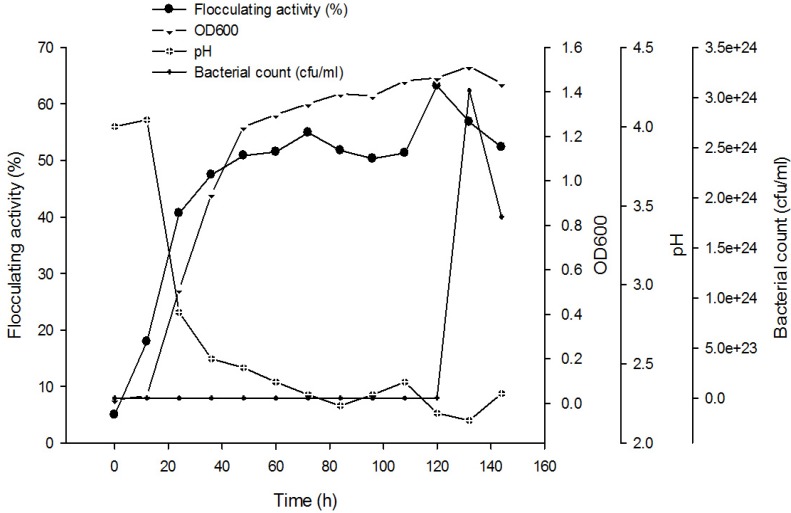 Flocculating activity (%)
OD600
pH
Bacterial count (cfu/ml)
70
60
50
40
30
20
10
0
Flocculating activity (%)
0
20
40
60
80
100
120
140
160
Time (h)
1.6
1.4
1.2
1.0
0.8
0.6
0.4
0.2
0.0
OD600
4.5
4.0
3.5
3.0
2.5
2.0
pH
3.5e+24
3.0e+24
2.5e+24
2.0e+24
1.5e+24
1.0e+24
5.0e+23
0.0
Bacterial count (cfu/ml)